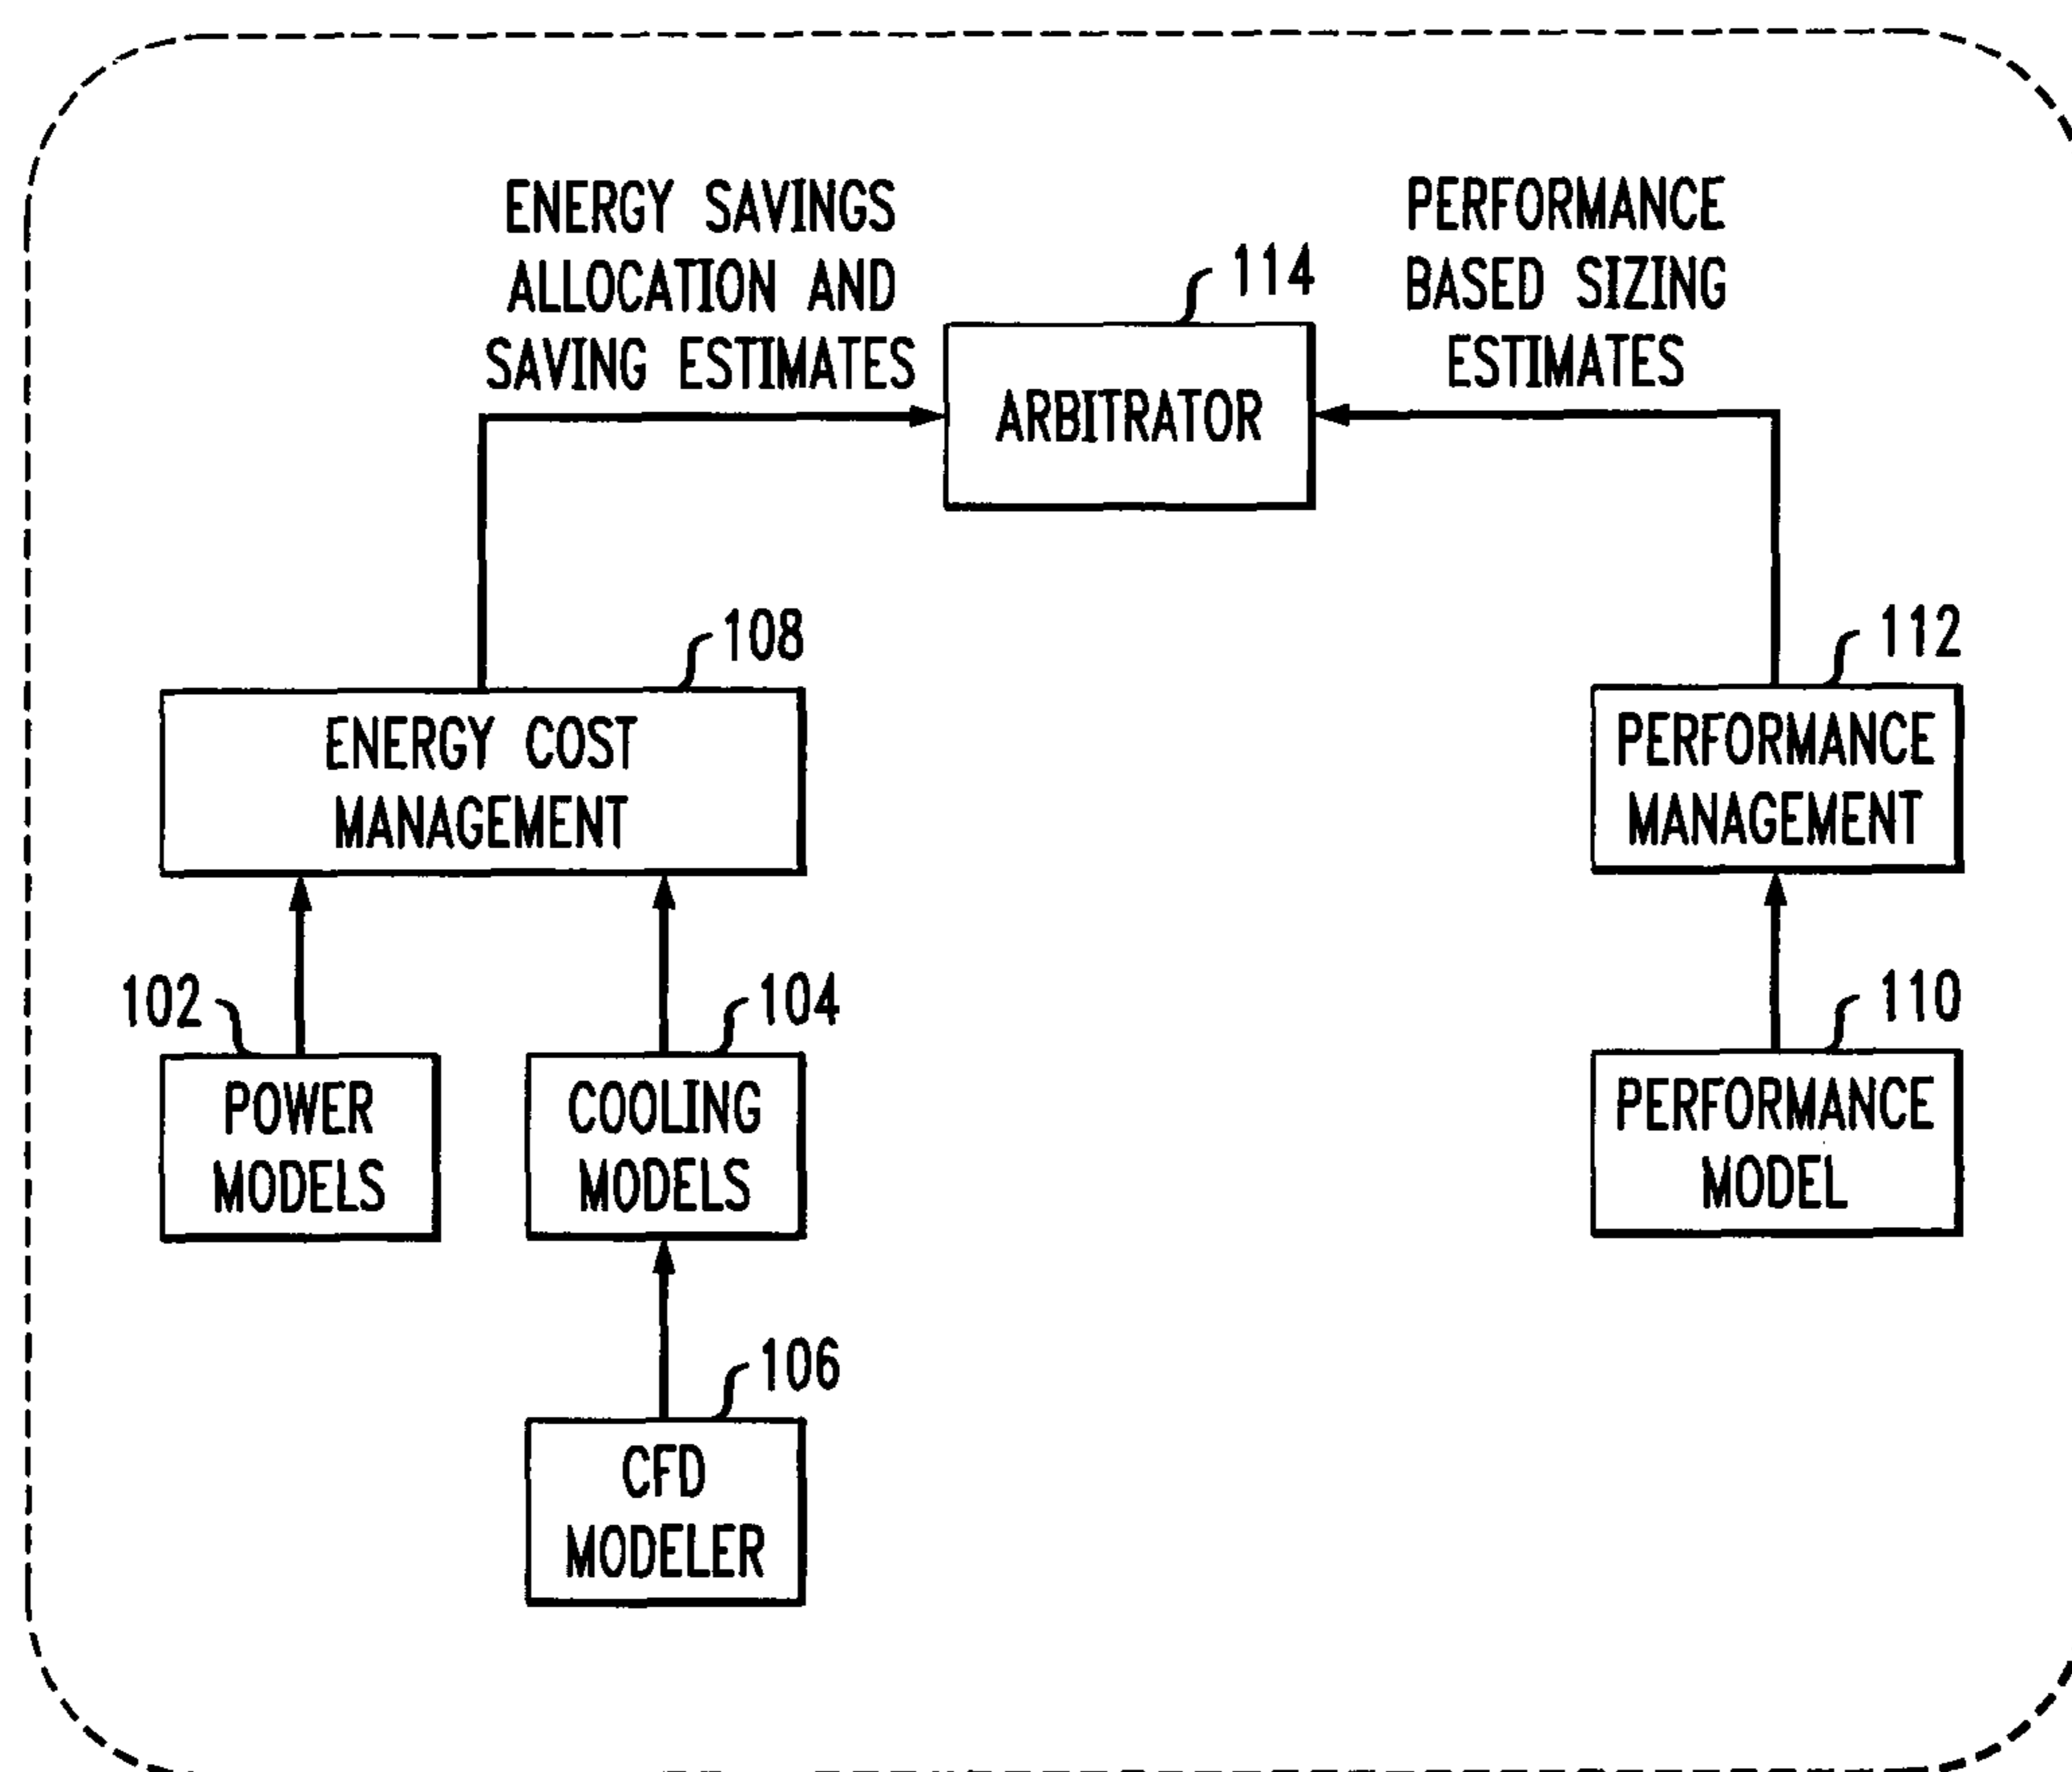 ENERGY SAVINGS
ALLOCATION AND
SAVING ESTIMATES
114
PERFORMANCE
BASED SIZING
ESTIMATES
ARBITRATOR
108
ENERGY COST
MANAGEMENT
112
PERFORMANCE
MANAGEMENT
102
POWER
MODELS
104
COOLING
MODELS
110
PERFORMANCE
MODEL
106
CFD
MODELER